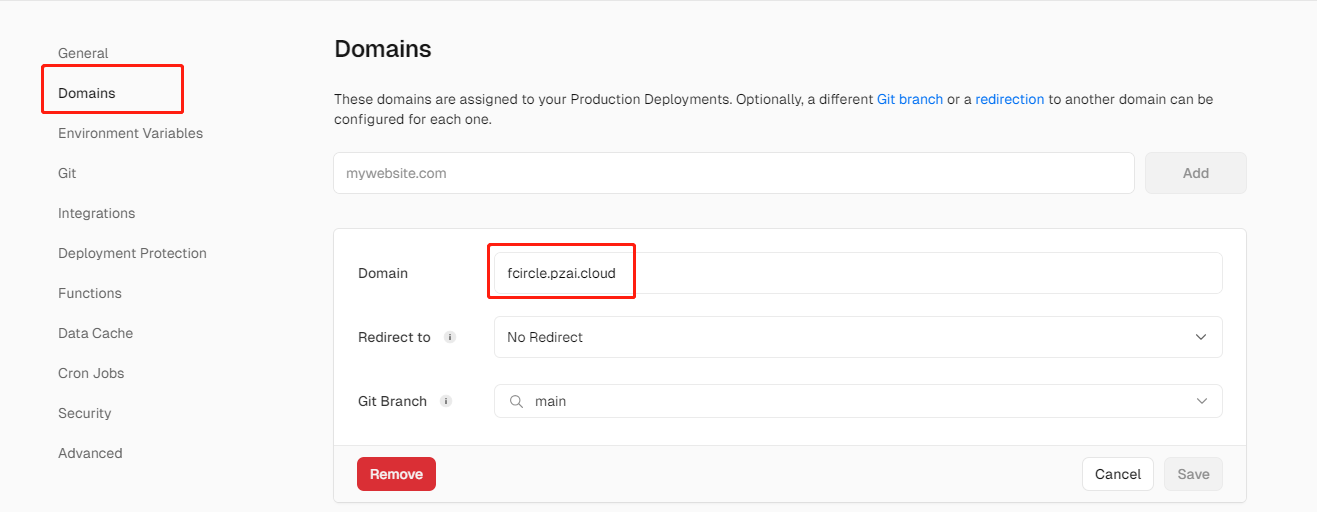 General
Domains
Environment Variables
Git
Integrations
Deployment Protection
Functions
Data Cache
Cron Jobs
Security
Advanced
Domains
These domains are assigned to your Production Deployments. Optionally, a different Git branch or a redirection to another domain can be
configured for each one.
mywebsite.com
Add
Domain
fcircle.pzai.cloud
Redirect to
No Redirect
Git Branch
main
Remove
Cancel
Save